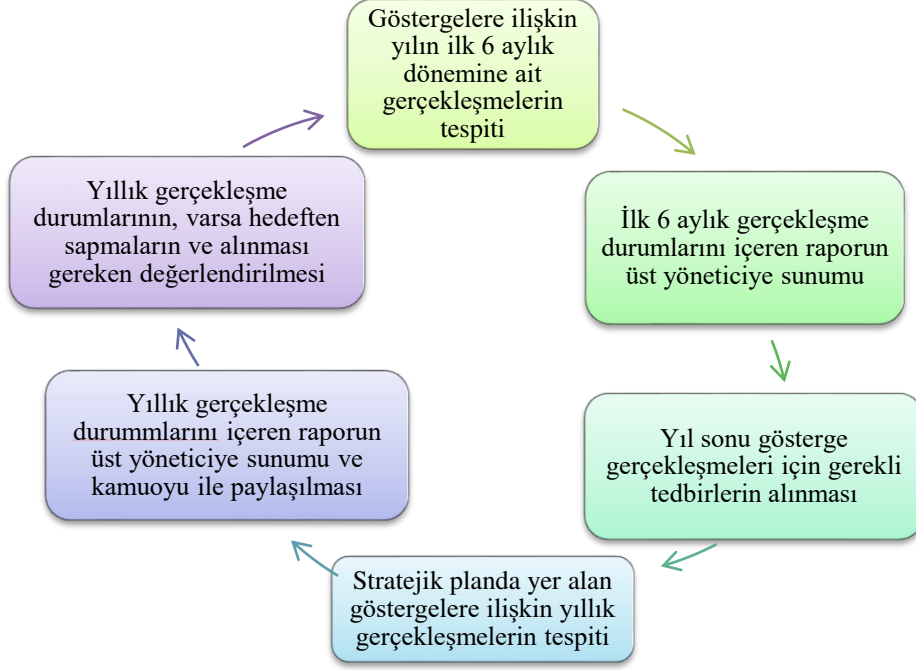 Göstergelere ilişkin
yılın ilk 6 aylık
dönemine ait
gerçekleşmelerin
tespiti
İlk 6 aylık gerçekleşme
durumlarını içeren raporun
üst yöneticiye sunumu
Yıl sonu gösterge
gerçekleşmeleri için gerekli
tedbirlerin alınması
Stratejik planda yer alan
göstergelere ilişkin yıllık
gerçekleşmelerin tespiti
Yıllık gerçekleşme
durummlarını içeren raporun
üst yöneticiye sunumu ve
kamuoyu ile paylaşılması
Yıllık gerçekleşme
durumlarının, varsa hedeften
sapmaların ve alınması
gereken değerlendirilmesi